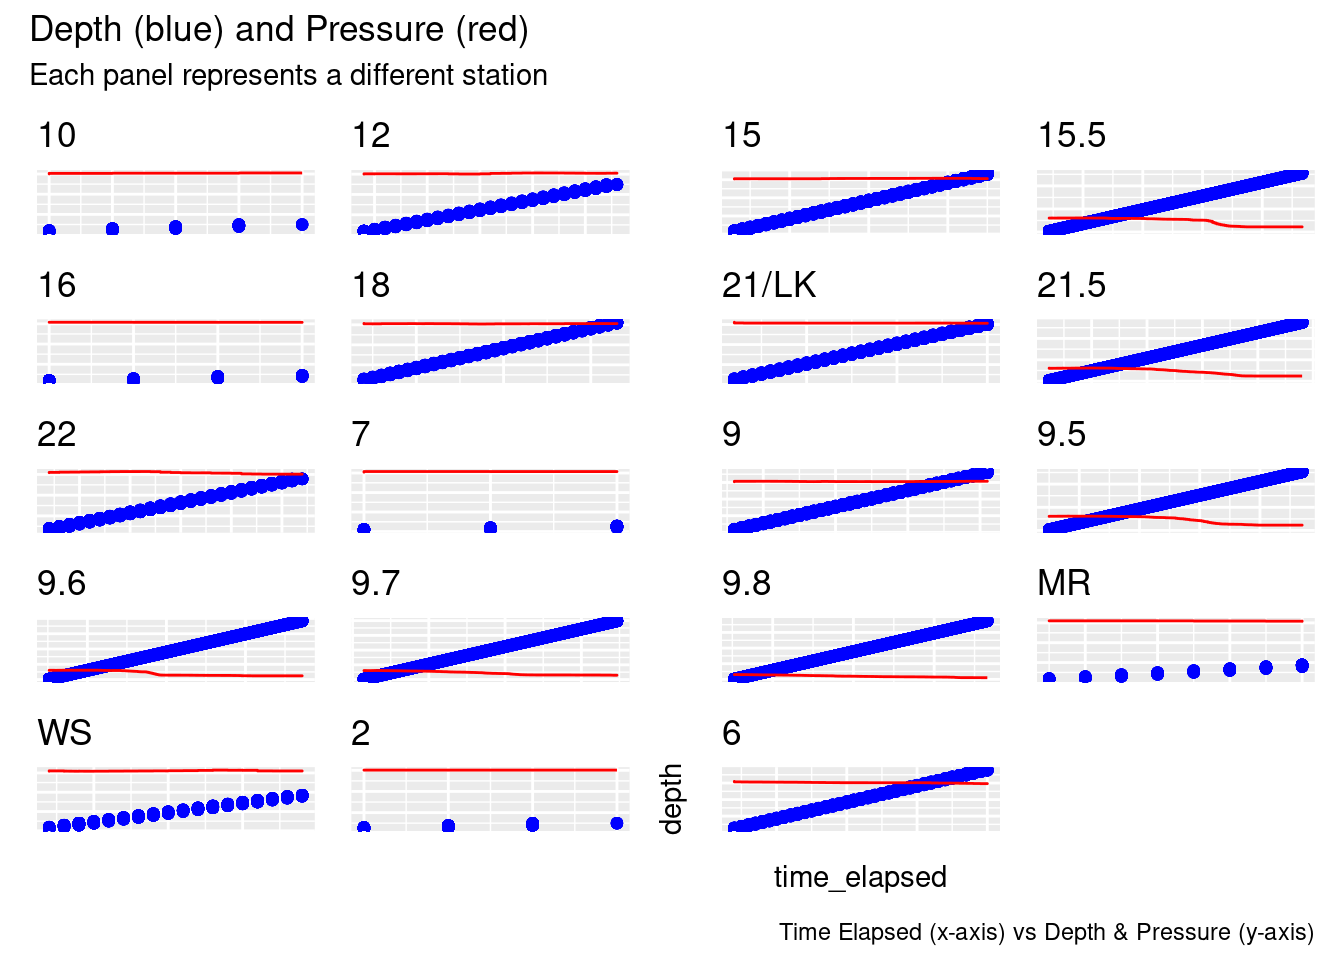 Depth (blue) and Pressure (red)
Each panel represents a different station
10
12
15
15.5
16
18
21/LK
21.5
22
7
9
9.5
9.6
9.7
9.8
MR
WS
2
6
depth
time_elapsed
Time Elapsed (x-axis) vs Depth & Pressure (y-axis)